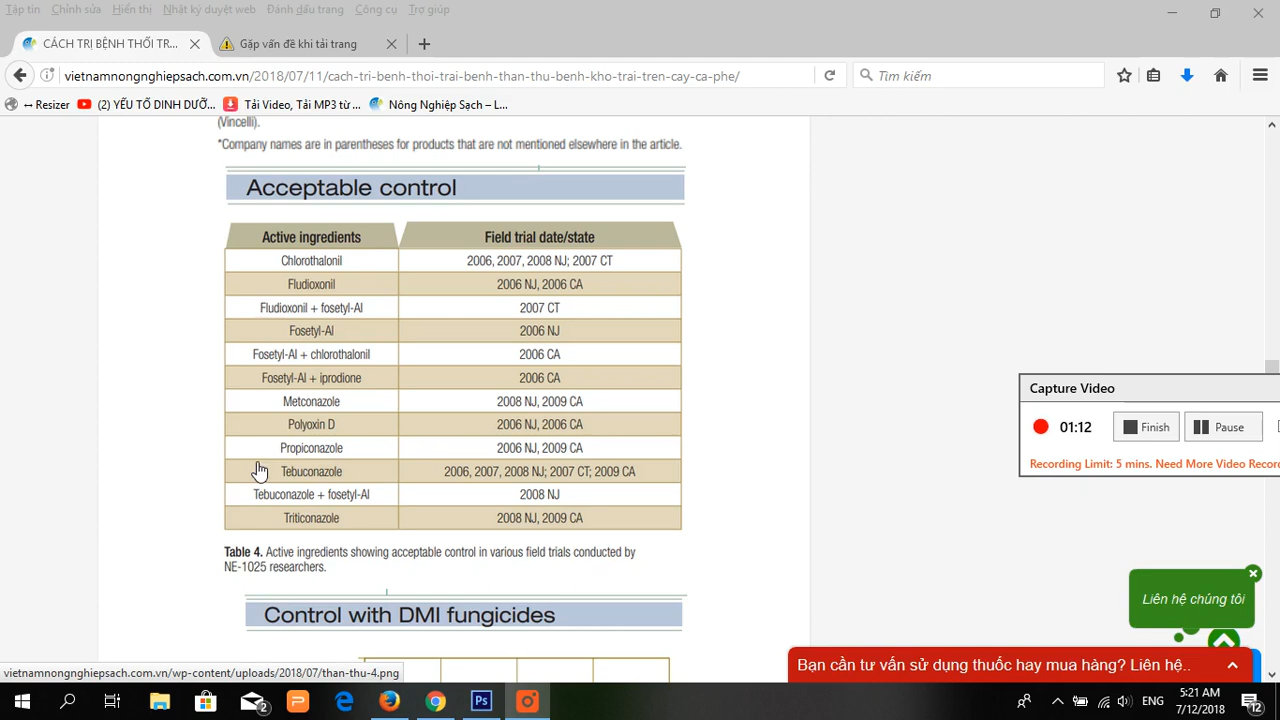 Tập tin Chỉnh sửa Hiển thị Nhật ký duyệt web Đánh dấu trang Công cụ Trợ giúp
CÁCH TRỊ BỆNH THỐI TR... Gặp vấn đề khi tải trang
vietnamnongnghiepsach.com.vn/2018/07/11/cach-tri-benh-thoi-trai-benh-than-thu-benh-kho-trai-tren-cay-ca-phe/ Tìm kiếm
↔ Resizer (2) YẾU TỐ DINH DƯỠ... Tải Video, Tải MP3 từ ... Nông Nghiệp Sạch – L...
(Vincelli).
*Company names are in parentheses for products that are not mentioned elsewhere in the article.
Acceptable control
Active ingredients Field trial date/state
Chlorothalonil 2006, 2007, 2008 NJ; 2007 CT
Fludioxonil 2006 NJ, 2006 CA
Fludioxonil + fosetyl-Al 2007 CT
Fosetyl-Al 2006 NJ
Fosetyl-Al + chlorothalonil 2006 CA
Fosetyl-Al + iprodione 2006 CA
Metconazole 2008 NJ, 2009 CA
Polyoxin D 2006 NJ, 2006 CA
Propiconazole 2006 NJ, 2009 CA
Tebuconazole 2006, 2007, 2008 NJ; 2007 CT; 2009 CA
Tebuconazole + fosetyl-Al 2008 NJ
Triticonazole 2008 NJ, 2009 CA
Table 4. Active ingredients showing acceptable control in various field trials conducted by
NE-1025 researchers.
Control with DMI fungicides
Capture Video
01:12 Finish Pause
Recording Limit: 5 mins. Need More Video Recor
Liên hệ chúng tôi
Bạn cần tư vấn sử dụng thuốc hay mua hàng? Liên hệ..
vietnamnongnghiepsach.com.vn/wp-content/uploads/2018/07/than-thu-4.png
2 ENG 5:21 AM
7/12/2018 12